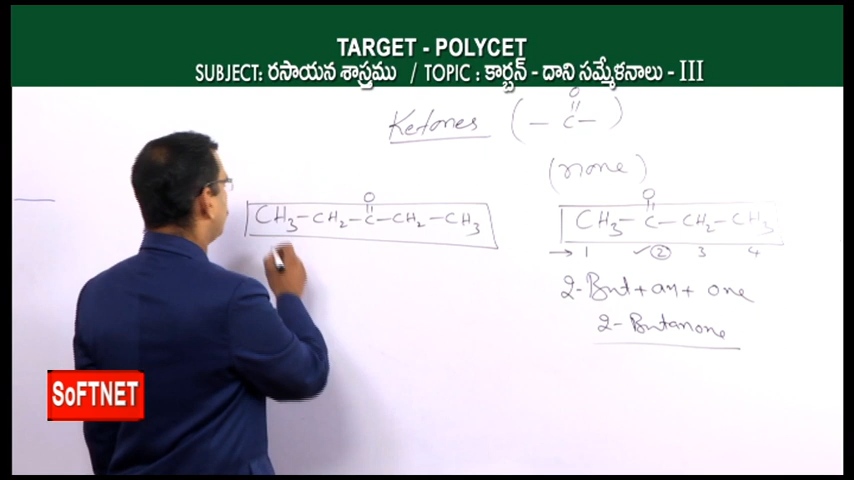 TARGET - POLYCET
SUBJECT: రసాయన శాస్త్రము / TOPIC : కార్బన్ - దాని సమ్మేళనాలు - III
Ketones ( — C — )
O
||
(none)
O
||
CH3 — CH2 — C — CH2 — CH3
O
||
CH3 — C — CH2 — CH3
→ 1 ✓ 2 3 4
2- But + an + one
2- Butanone
SoFTNET